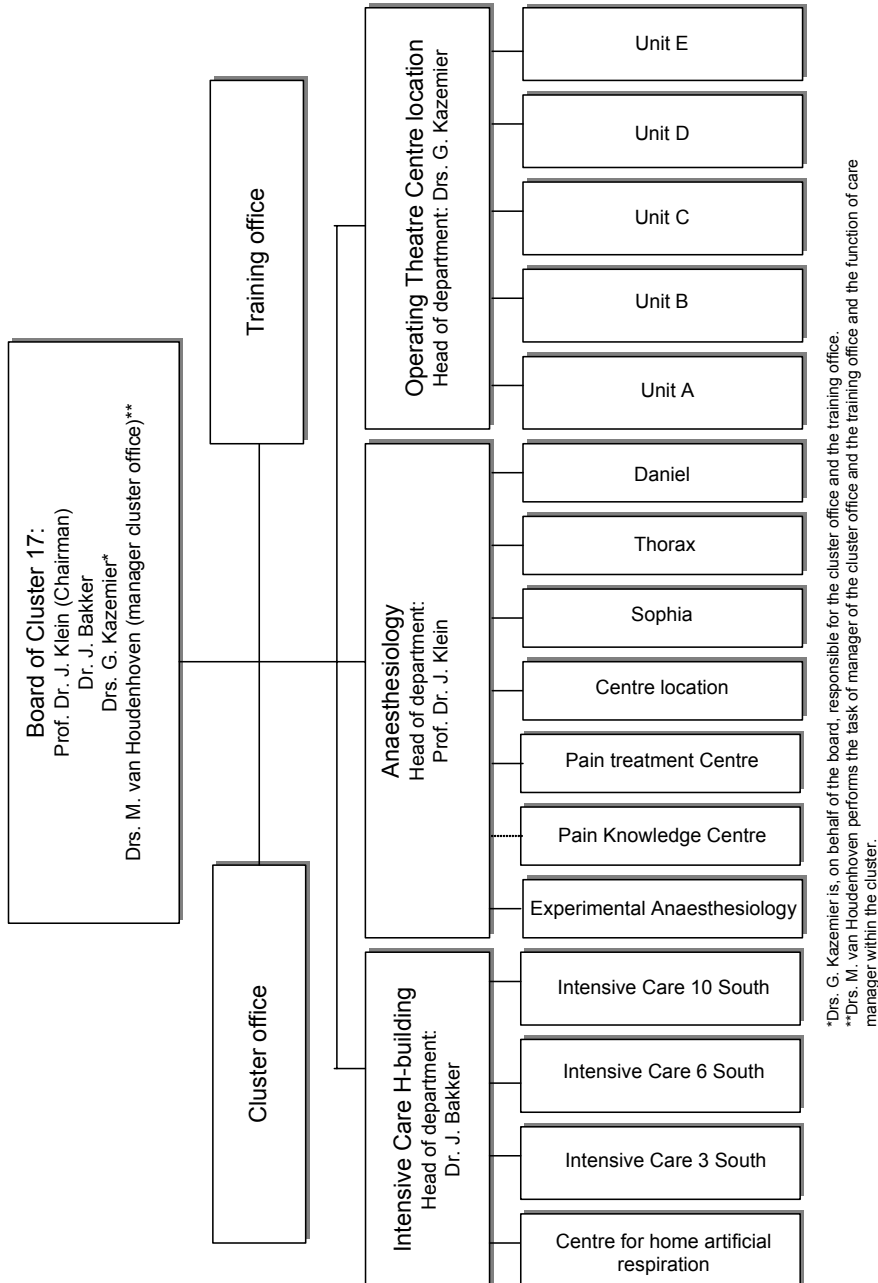 Board of Cluster 17:
Prof. Dr. J. Klein (Chairman)
Dr. J. Bakker
Drs. G. Kazemier*
Drs. M. van Houdenhoven (manager cluster office)**
Cluster office
Training office
Intensive Care H-building
Head of department:
Dr. J. Bakker
Anaesthesiology
Head of department:
Prof. Dr. J. Klein
Operating Theatre Centre location
Head of department: Drs. G. Kazemier
Centre for home artificial
respiration
Intensive Care 3 South
Intensive Care 6 South
Intensive Care 10 South
Experimental Anaesthesiology
Pain Knowledge Centre
Pain treatment Centre
Centre location
Sophia
Thorax
Daniel
Unit A
Unit B
Unit C
Unit D
Unit E
*Drs. G. Kazemier is, on behalf of the board, responsible for the cluster office and the training office.
**Drs. M. van Houdenhoven performs the task of manager of the cluster office and the training office and the function of care
manager within the cluster.